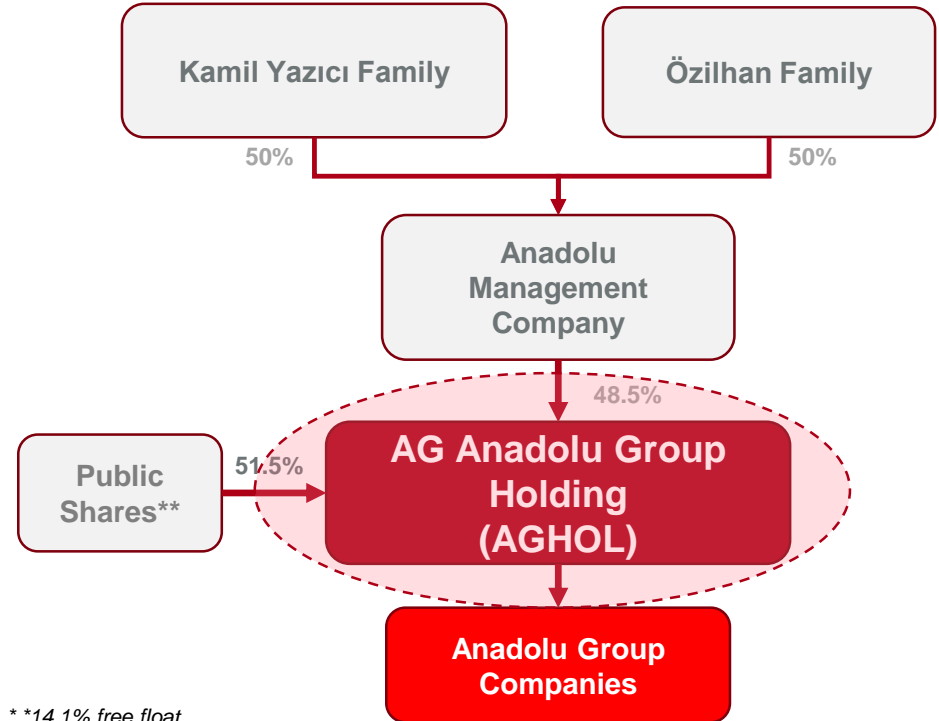 Kamil Yazıcı Family
Özilhan Family
50%
50%
Anadolu
Management
Company
48.5%
Public
Shares**
51.5%
AG Anadolu Group
Holding
(AGHOL)
Anadolu Group
Companies
* *14.1% free float